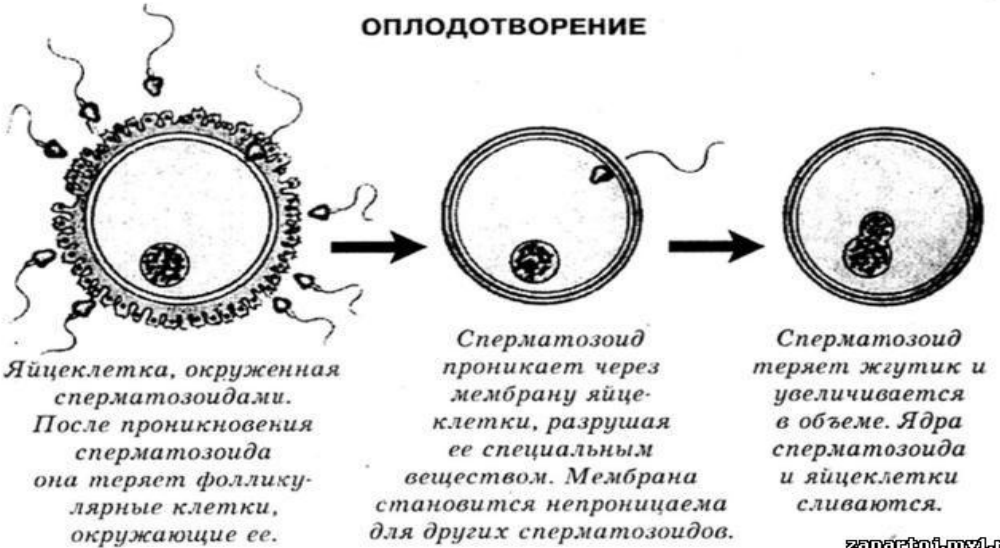 ОПЛОДОТВОРЕНИЕ
Яйцеклетка, окруженная
сперматозоидами.
После проникновения
сперматозоида
она теряет фоллику-
лярные клетки,
окружающие ее.
Сперматозоид
проникает через
мембрану яйце-
клетки, разрушая
ее специальным
веществом. Мембрана
становится непроницаема
для других сперматозоидов.
Сперматозоид
теряет жгутик и
увеличивается
в объеме. Ядра
сперматозоида
и яйцеклетки
сливаются.